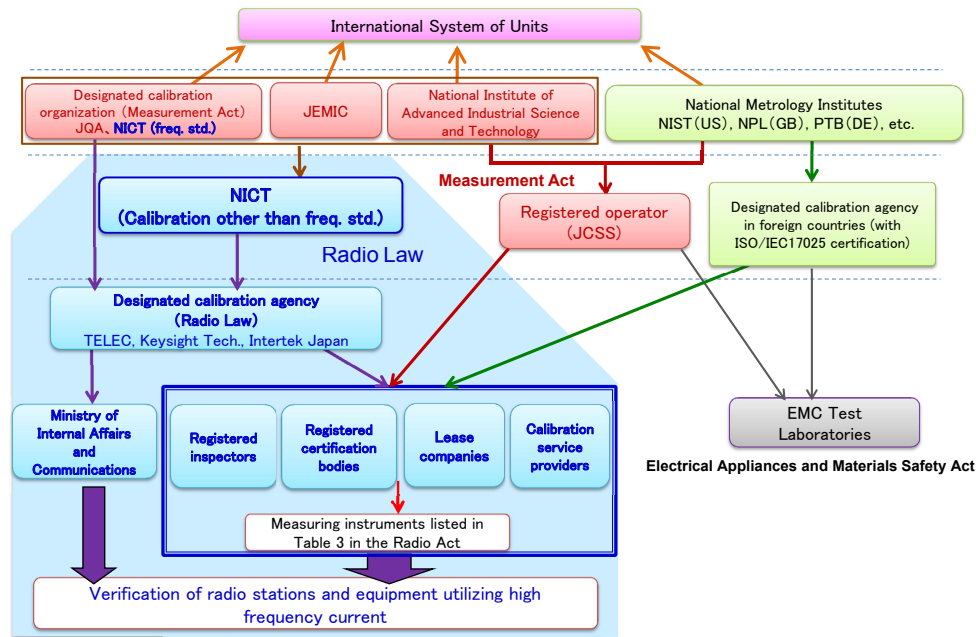 International System of Units
Designated calibration
organization (Measurement Act)
JQA、NICT (freq. std.)
JEMIC
National Institute of
Advanced Industrial Science
and Technology
National Metrology Institutes
NIST(US), NPL(GB), PTB(DE), etc.
Measurement Act
NICT
(Calibration other than freq. std.)
Registered operator
(JCSS)
Designated calibration agency
in foreign countries (with
ISO/IEC17025 certification)
Radio Law
Designated calibration agency
(Radio Law)
TELEC, Keysight Tech., Intertek Japan
Ministry of
Internal Affairs
and
Communications
Registered
inspectors
Registered
certification
bodies
Lease
companies
Calibration
service
providers
EMC Test
Laboratories
Electrical Appliances and Materials Safety Act
Measuring instruments listed in
Table 3 in the Radio Act
Verification of radio stations and equipment utilizing high
frequency current